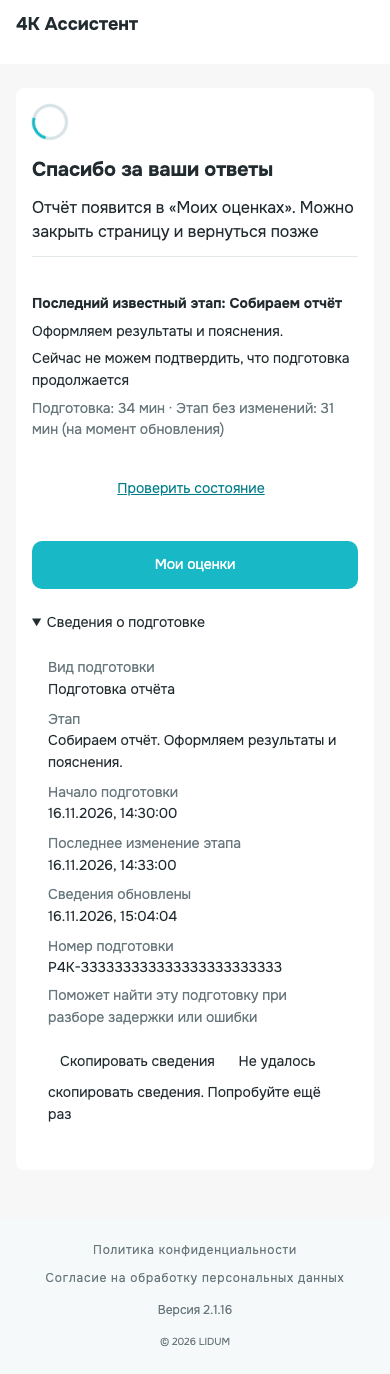 4К Ассистент
Спасибо за ваши ответы
Отчёт появится в «Моих оценках». Можно
закрыть страницу и вернуться позже
Последний известный этап: Собираем отчёт
Оформляем результаты и пояснения.
Сейчас не можем подтвердить, что подготовка
продолжается
Подготовка: 34 мин · Этап без изменений: 31
мин (на момент обновления)
Проверить состояние
Мои оценки
▼ Сведения о подготовке
Вид подготовки
Подготовка отчёта
Этап
Собираем отчёт. Оформляем результаты и
пояснения.
Начало подготовки
16.11.2026, 14:30:00
Последнее изменение этапа
16.11.2026, 14:33:00
Сведения обновлены
16.11.2026, 15:04:04
Номер подготовки
P4K-333333333333333333333333
Поможет найти эту подготовку при
разборе задержки или ошибки
Скопировать сведения Не удалось
скопировать сведения. Попробуйте ещё
раз
Политика конфиденциальности
Согласие на обработку персональных данных
Версия 2.1.16
© 2026 LIDUM